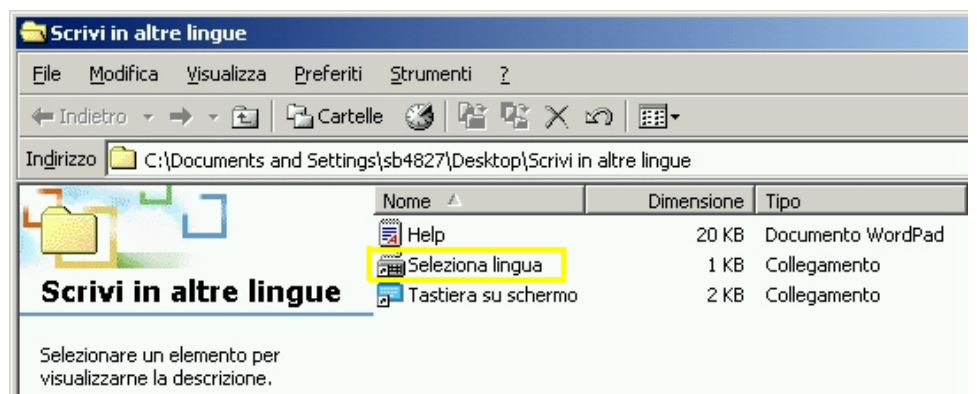 Scrivi in altre lingue
File Modifica Visualizza Preferiti Strumenti ?
Indietro Cartelle
Indirizzo C:\Documents and Settings\sb4827\Desktop\Scrivi in altre lingue
Nome Dimensione Tipo
Help 20 KB Documento WordPad
Seleziona lingua 1 KB Collegamento
Tastiera su schermo 2 KB Collegamento
Scrivi in altre lingue
Selezionare un elemento per
visualizzarne la descrizione.